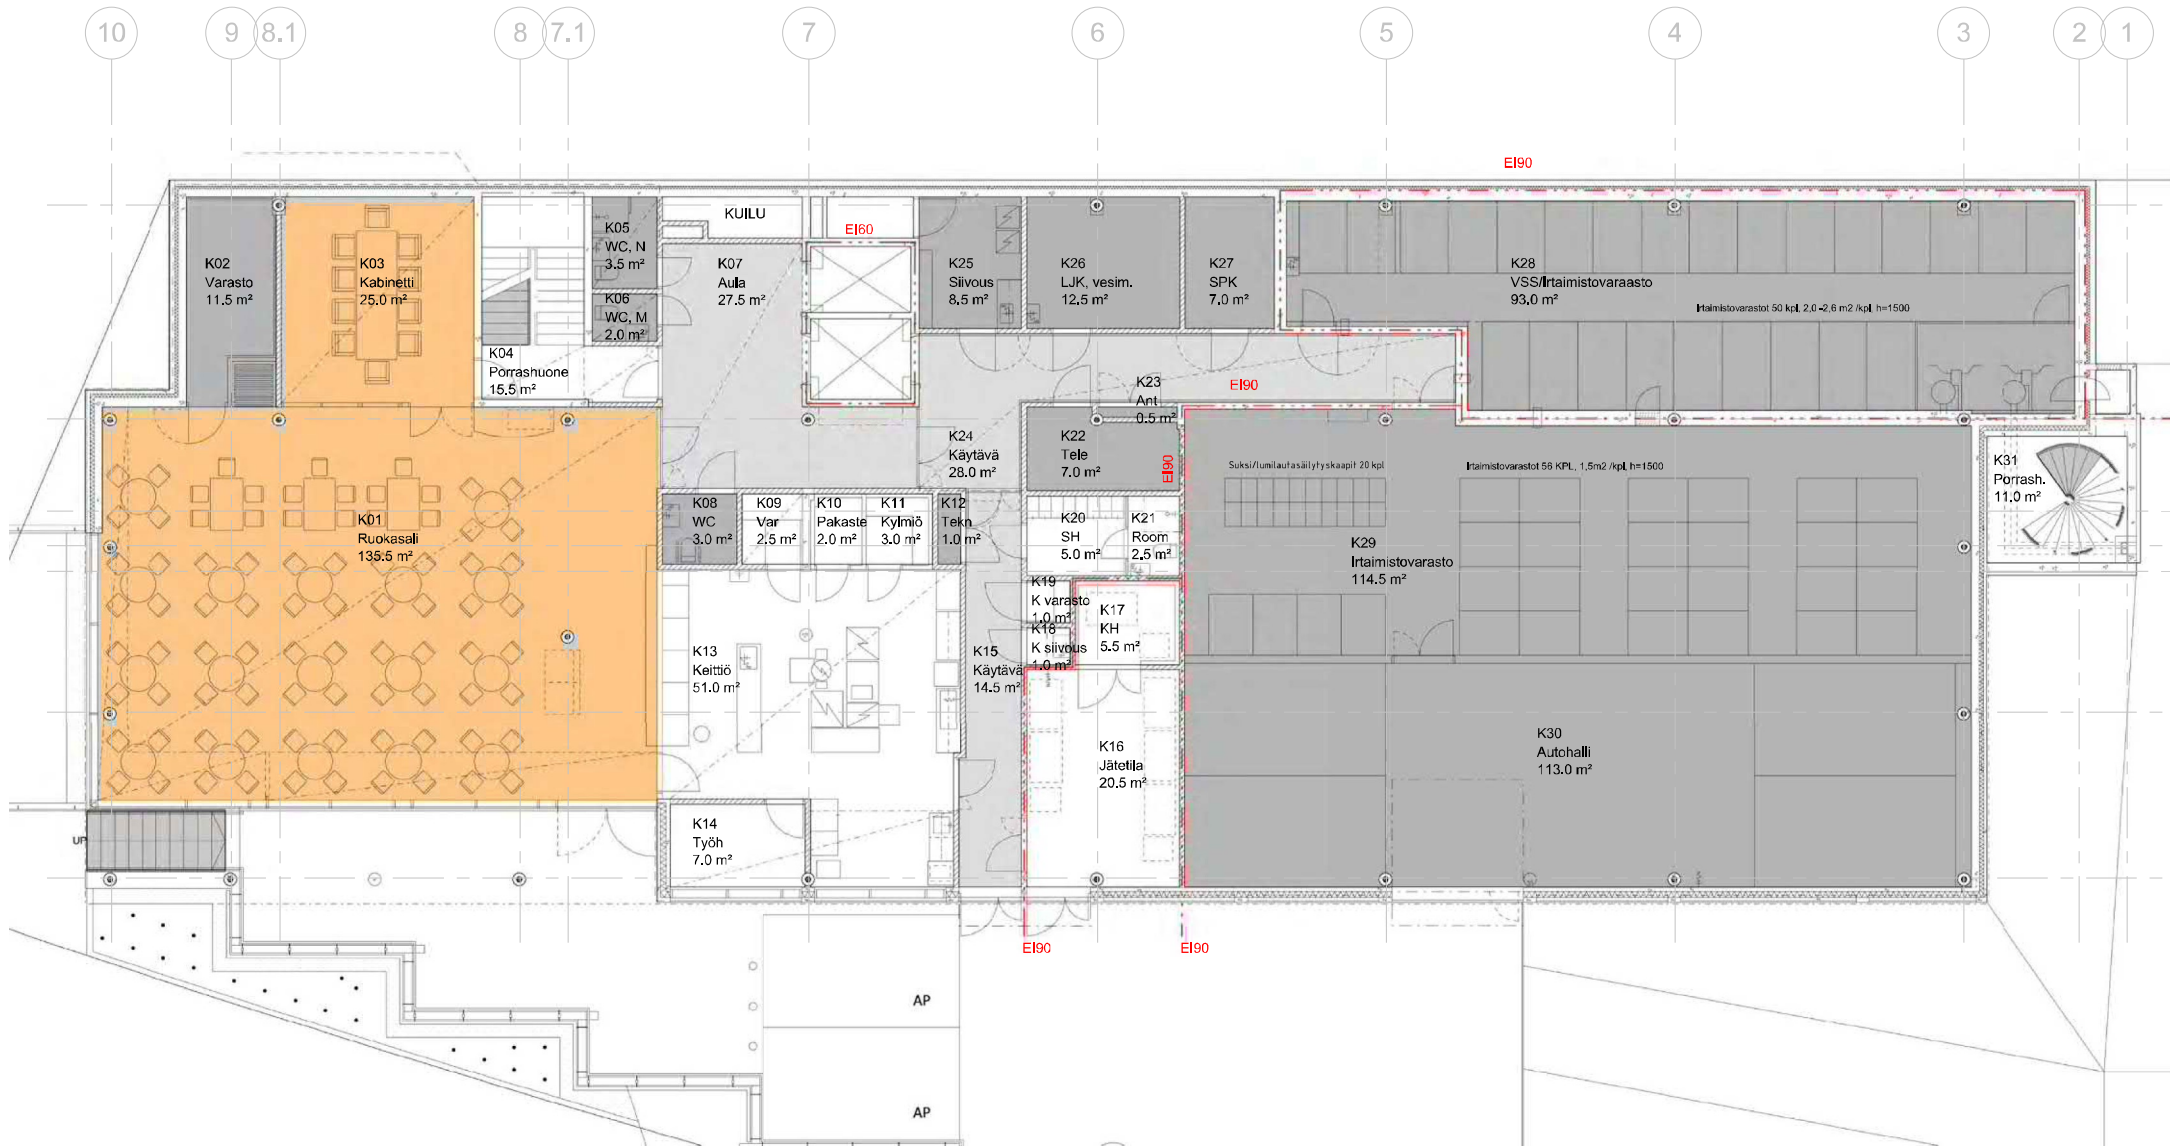 10
9
8.1
8
7.1
7
6
5
4
3
2
1
EI90
K02
Varasto
11.5 m²
K03
Kabinetti
25.0 m²
K04
Porrashuone
15.5 m²
K05
WC, N
3.5 m²
K06
WC, M
2.0 m²
KUILU
K07
Aula
27.5 m²
EI60
K25
Siivous
8.5 m²
K26
LJK, vesim.
12.5 m²
K27
SPK
7.0 m²
K28
VSS/Irtaimistovaraasto
93.0 m²
Irtaimistovarastot 50 kpl, 2,0 -2,6 m2 /kpl, h=1500
K23
Ant
0.5 m²
EI90
K24
Käytävä
28.0 m²
K22
Tele
7.0 m²
EI90
Suksi/lumilautasäilytyskaapit 20 kpl
Irtaimistovarastot 56 KPL, 1,5m2 /kpl, h=1500
K31
Porrash.
11.0 m²
K01
Ruokasali
135.5 m²
K08
WC
3.0 m²
K09
Var
2.5 m²
K10
Pakaste
2.0 m²
K11
Kylmiö
3.0 m²
K12
Tekn
1.0 m²
K20
SH
5.0 m²
K21
Room
2.5 m²
K29
Irtaimistovarasto
114.5 m²
K19
K varasto
1.0 m²
K18
K siivous
1.0 m²
K17
KH
5.5 m²
K13
Keittiö
51.0 m²
K15
Käytävä
14.5 m²
K16
Jätetila
20.5 m²
K30
Autohalli
113.0 m²
K14
Työh
7.0 m²
UP
EI90
EI90
AP
AP